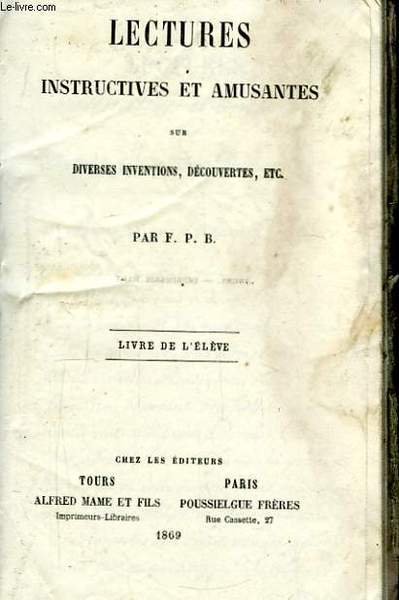 Le-livre.com
LECTURES
INSTRUCTIVES ET AMUSANTES
SUR
DIVERSES INVENTIONS, DÉCOUVERTES, ETC.
PAR F. P. B.
LIVRE DE L'ÉLÈVE
CHEZ LES ÉDITEURS
TOURS PARIS
ALFRED MAME ET FILS POUSSIELGUE FRÈRES
Imprimeurs-Libraires Rue Cassette, 27
1869